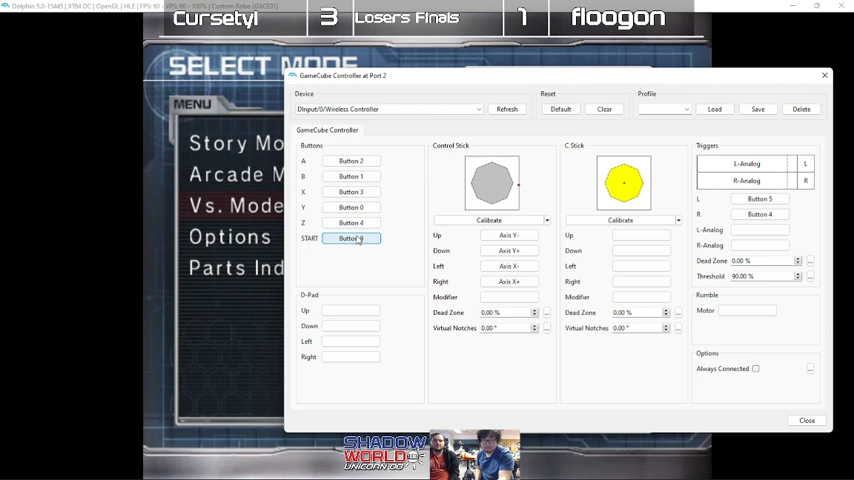 Dolphin 5.0-15445 | JIT64 DC | OpenGL | HLE | FPS: 60 - VPS: 60 - 100% | Custom Robo (GXCE01)
Cursetyl 3 Losers Finals 1 floogon
SELECT MODE
MENU
Story Mo
Arcade M
Vs. Mode
Options
Parts Ind
GameCube Controller at Port 2
Device
DInput/0/Wireless Controller
Refresh
Reset
Default
Clear
Profile
Load
Save
Delete
GameCube Controller
Buttons
A Button 2
B Button 1
X Button 3
Y Button 0
Z Button 4
START
D-Pad
Up
Down
Left
Right
Control Stick
Calibrate
Up Axis Y-
Down Axis Y+
Left Axis X-
Right Axis X+
Modifier
Dead Zone 0.00 %
Virtual Notches 0.00 °
C Stick
Calibrate
Up
Down
Left
Right
Modifier
Dead Zone 0.00 %
Virtual Notches 0.00 °
Triggers
L-Analog L
R-Analog R
L Button 5
R Button 4
L-Analog
R-Analog
Dead Zone 0.00 %
Threshold 90.00 %
Rumble
Motor
Options
Always Connected
Close
SHADOW
WORLD